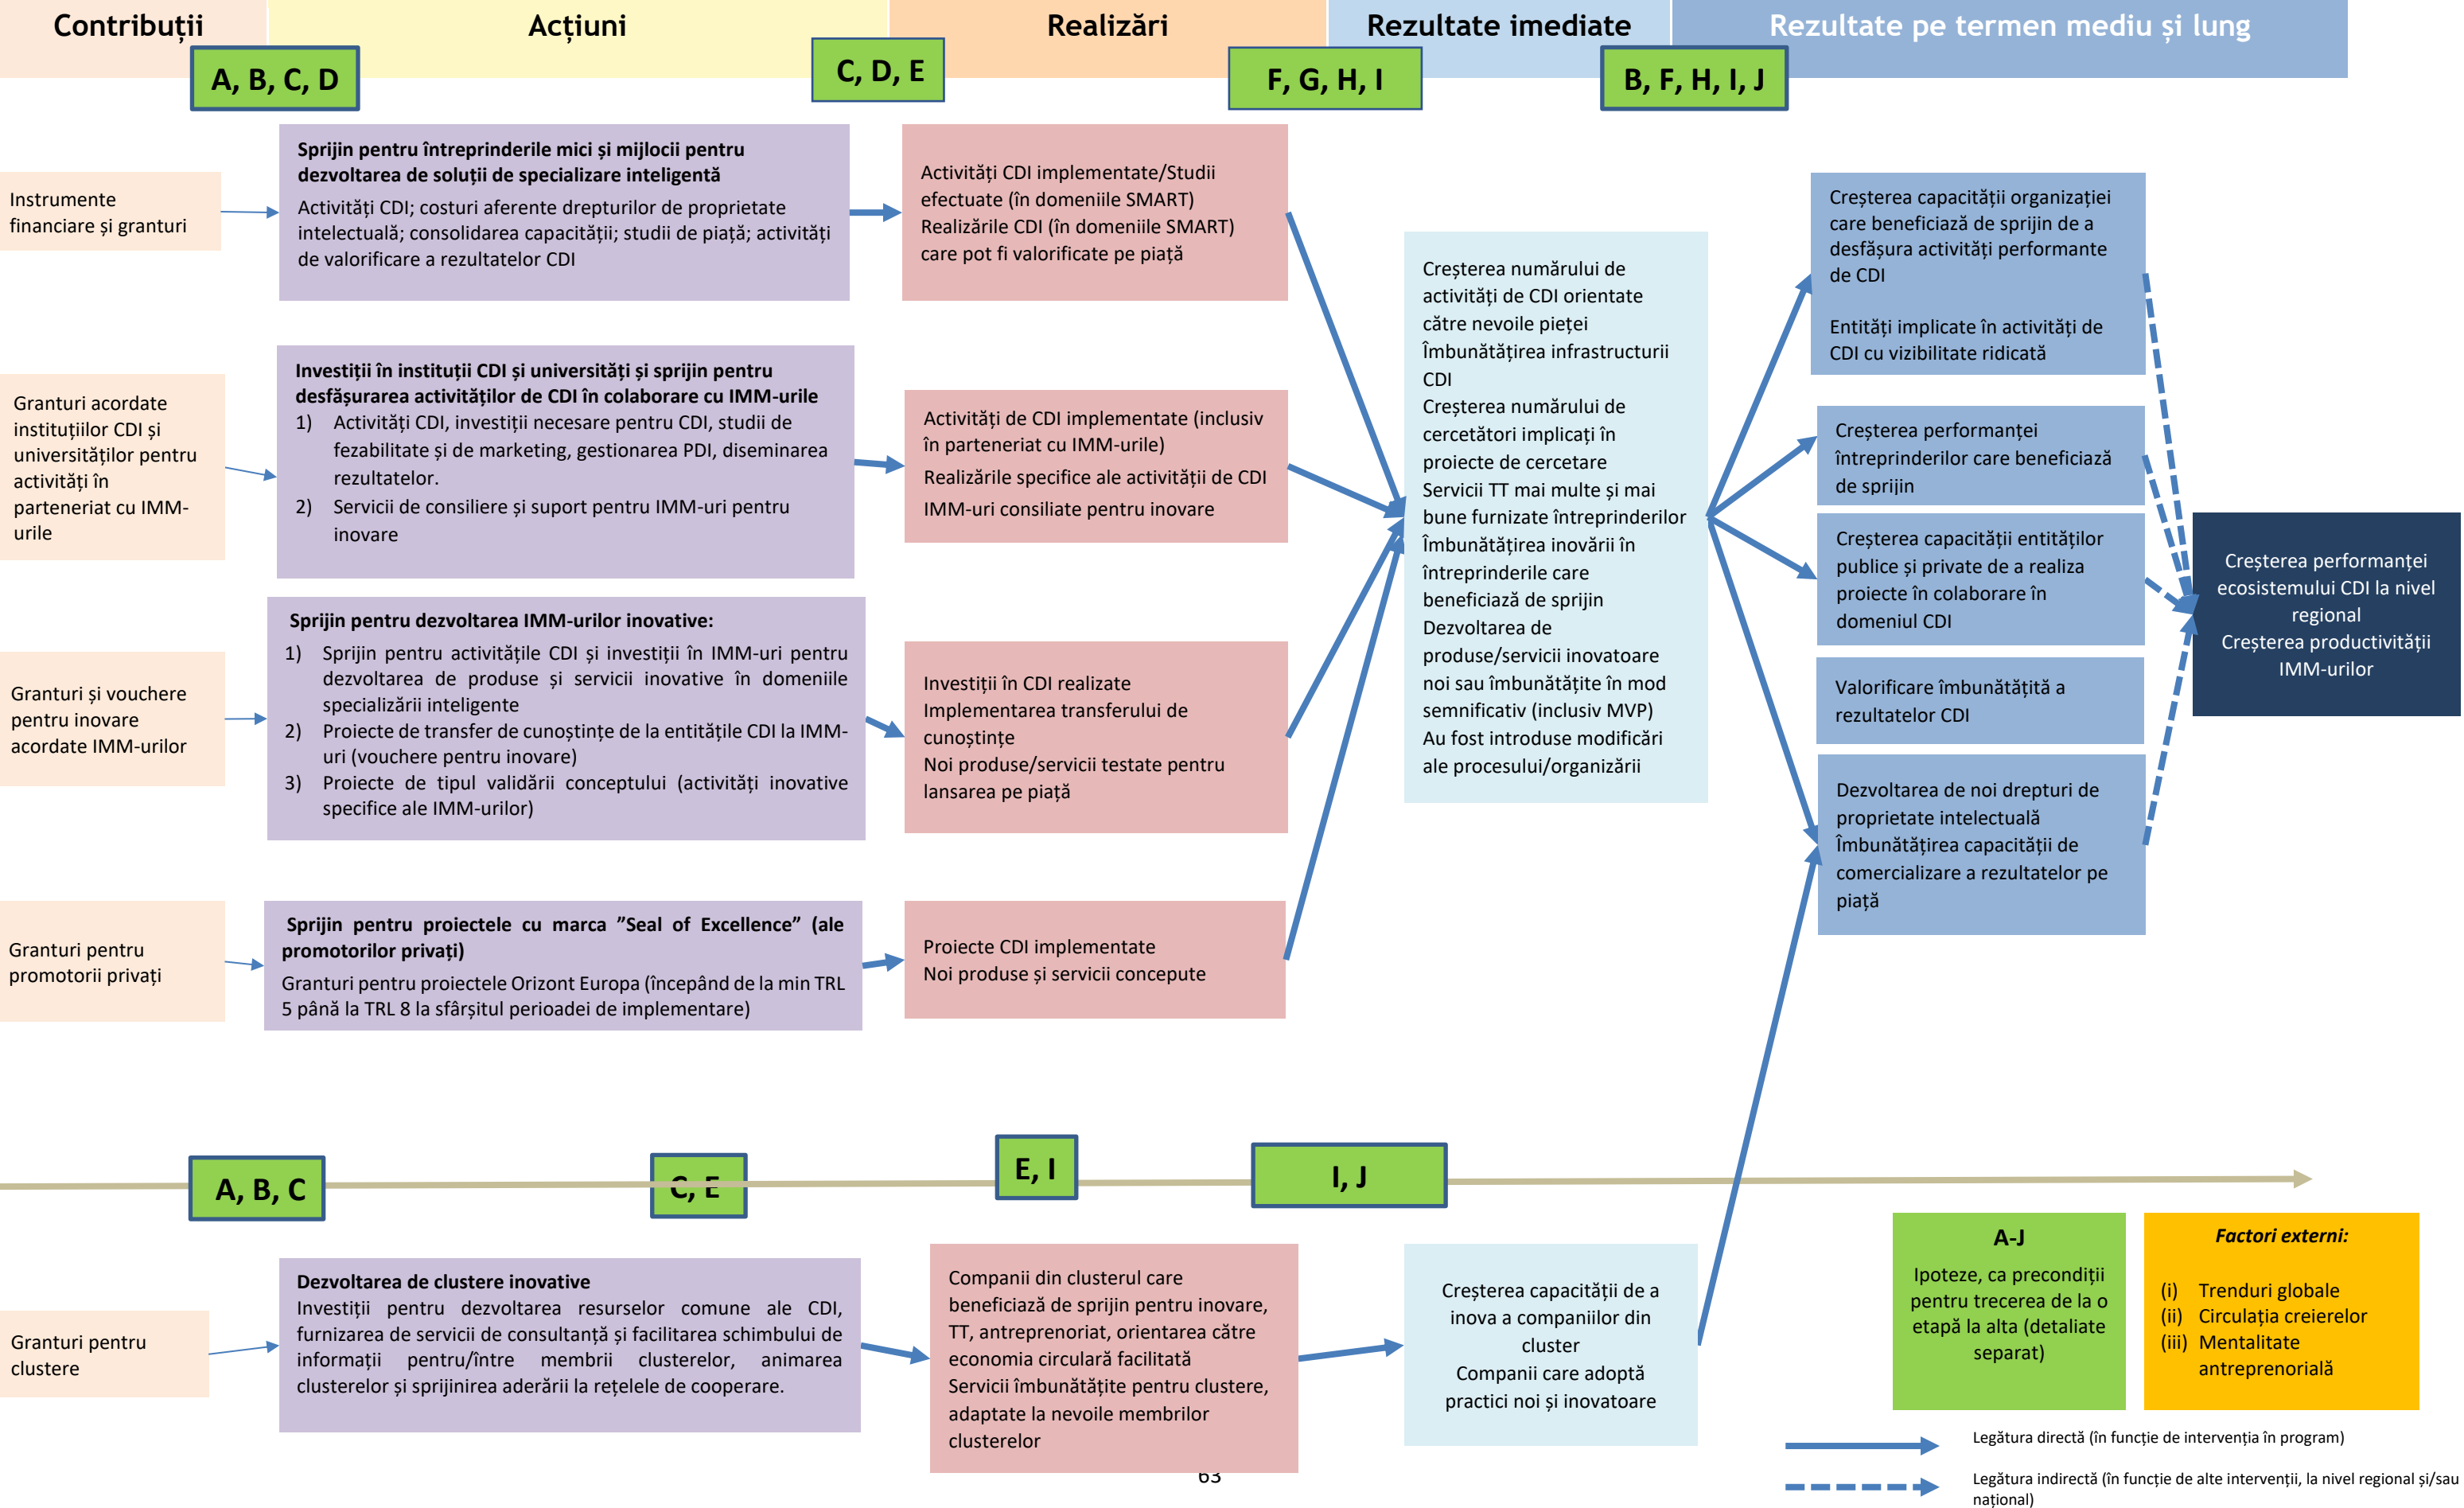 Contribuții
Acțiuni
Realizări
Rezultate imediate
Rezultate pe termen mediu și lung
A, B, C, D
C, D, E
F, G, H, I
B, F, H, I, J
Instrumente
financiare și granturi
Sprijin pentru întreprinderile mici și mijlocii pentru
dezvoltarea de soluții de specializare inteligentă
Activități CDI; costuri aferente drepturilor de proprietate
intelectuală; consolidarea capacității; studii de piață; activități
de valorificare a rezultatelor CDI
Activități CDI implementate/Studii
efectuate (în domeniile SMART)
Realizările CDI (în domeniile SMART)
care pot fi valorificate pe piață
Granturi acordate
instituțiilor CDI și
universităților pentru
activități în
parteneriat cu IMM-
urile
Investiții în instituții CDI și universități și sprijin pentru
desfășurarea activităților de CDI în colaborare cu IMM-urile
1) Activități CDI, investiții necesare pentru CDI, studii de
fezabilitate și de marketing, gestionarea PDI, diseminarea
rezultatelor.
2) Servicii de consiliere și suport pentru IMM-uri pentru
inovare
Activități de CDI implementate (inclusiv
în parteneriat cu IMM-urile)
Realizările specifice ale activității de CDI
IMM-uri consiliate pentru inovare
Granturi și vouchere
pentru inovare
acordate IMM-urilor
Sprijin pentru dezvoltarea IMM-urilor inovative:
1) Sprijin pentru activitățile CDI și investiții în IMM-uri pentru
dezvoltarea de produse și servicii inovative în domeniile
specializării inteligente
2) Proiecte de transfer de cunoștințe de la entitățile CDI la IMM-
uri (vouchere pentru inovare)
3) Proiecte de tipul validării conceptului (activități inovative
specifice ale IMM-urilor)
Investiții în CDI realizate
Implementarea transferului de
cunoștințe
Noi produse/servicii testate pentru
lansarea pe piață
Granturi pentru
promotorii privați
Sprijin pentru proiectele cu marca ”Seal of Excellence” (ale
promotorilor privați)
Granturi pentru proiectele Orizont Europa (începând de la min TRL
5 până la TRL 8 la sfârșitul perioadei de implementare)
Proiecte CDI implementate
Noi produse și servicii concepute
Creșterea numărului de
activități de CDI orientate
către nevoile pieței
Îmbunătățirea infrastructurii
CDI
Creșterea numărului de
cercetători implicați în
proiecte de cercetare
Servicii TT mai multe și mai
bune furnizate întreprinderilor
Îmbunătățirea inovării în
întreprinderile care
beneficiază de sprijin
Dezvoltarea de
produse/servicii inovatoare
noi sau îmbunătățite în mod
semnificativ (inclusiv MVP)
Au fost introduse modificări
ale procesului/organizării
Creșterea capacității organizației
care beneficiază de sprijin de a
desfășura activități performante
de CDI
Entități implicate în activități de
CDI cu vizibilitate ridicată
Creșterea performanței
întreprinderilor care beneficiază
de sprijin
Creșterea capacității entităților
publice și private de a realiza
proiecte în colaborare în
domeniul CDI
Valorificare îmbunătățită a
rezultatelor CDI
Dezvoltarea de noi drepturi de
proprietate intelectuală
Îmbunătățirea capacității de
comercializare a rezultatelor pe
piață
Creșterea performanței
ecosistemului CDI la nivel
regional
Creșterea productivității
IMM-urilor
A, B, C
C, E
E, I
I, J
Granturi pentru
clustere
Dezvoltarea de clustere inovative
Investiții pentru dezvoltarea resurselor comune ale CDI,
furnizarea de servicii de consultanță și facilitarea schimbului de
informații pentru/între membrii clusterelor, animarea
clusterelor și sprijinirea aderării la rețelele de cooperare.
Companii din clusterul care
beneficiază de sprijin pentru inovare,
TT, antreprenoriat, orientarea către
economia circulară facilitată
Servicii îmbunătățite pentru clustere,
adaptate la nevoile membrilor
clusterelor
Creșterea capacității de a
inova a companiilor din
cluster
Companii care adoptă
practici noi și inovatoare
A-J
Ipoteze, ca precondiții
pentru trecerea de la o
etapă la alta (detaliate
separat)
Factori externi:
(i) Trenduri globale
(ii) Circulația creierelor
(iii) Mentalitate
antreprenorială
Legătura directă (în funcție de intervenția în program)
Legătura indirectă (în funcție de alte intervenții, la nivel regional și/sau
național)
63